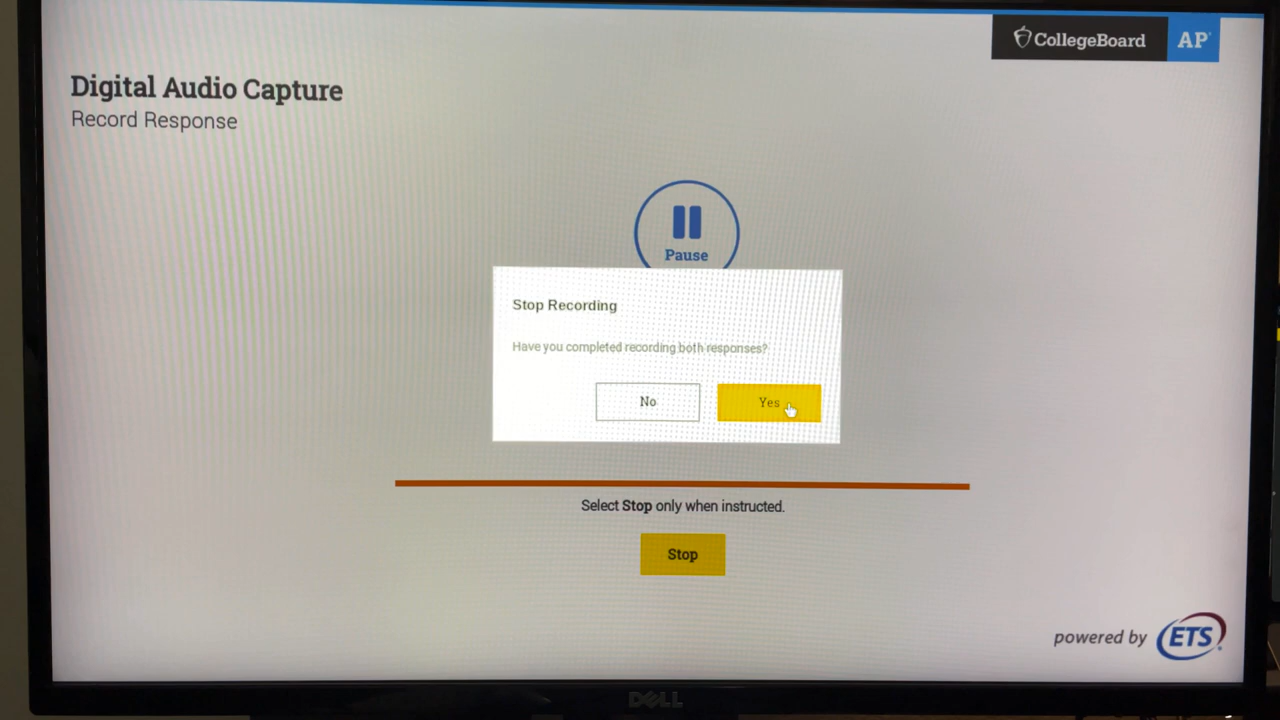 CollegeBoard AP
Digital Audio Capture
Record Response
Pause
Stop Recording
Have you completed recording both responses?
No Yes
Select Stop only when instructed.
Stop
powered by ETS
DELL